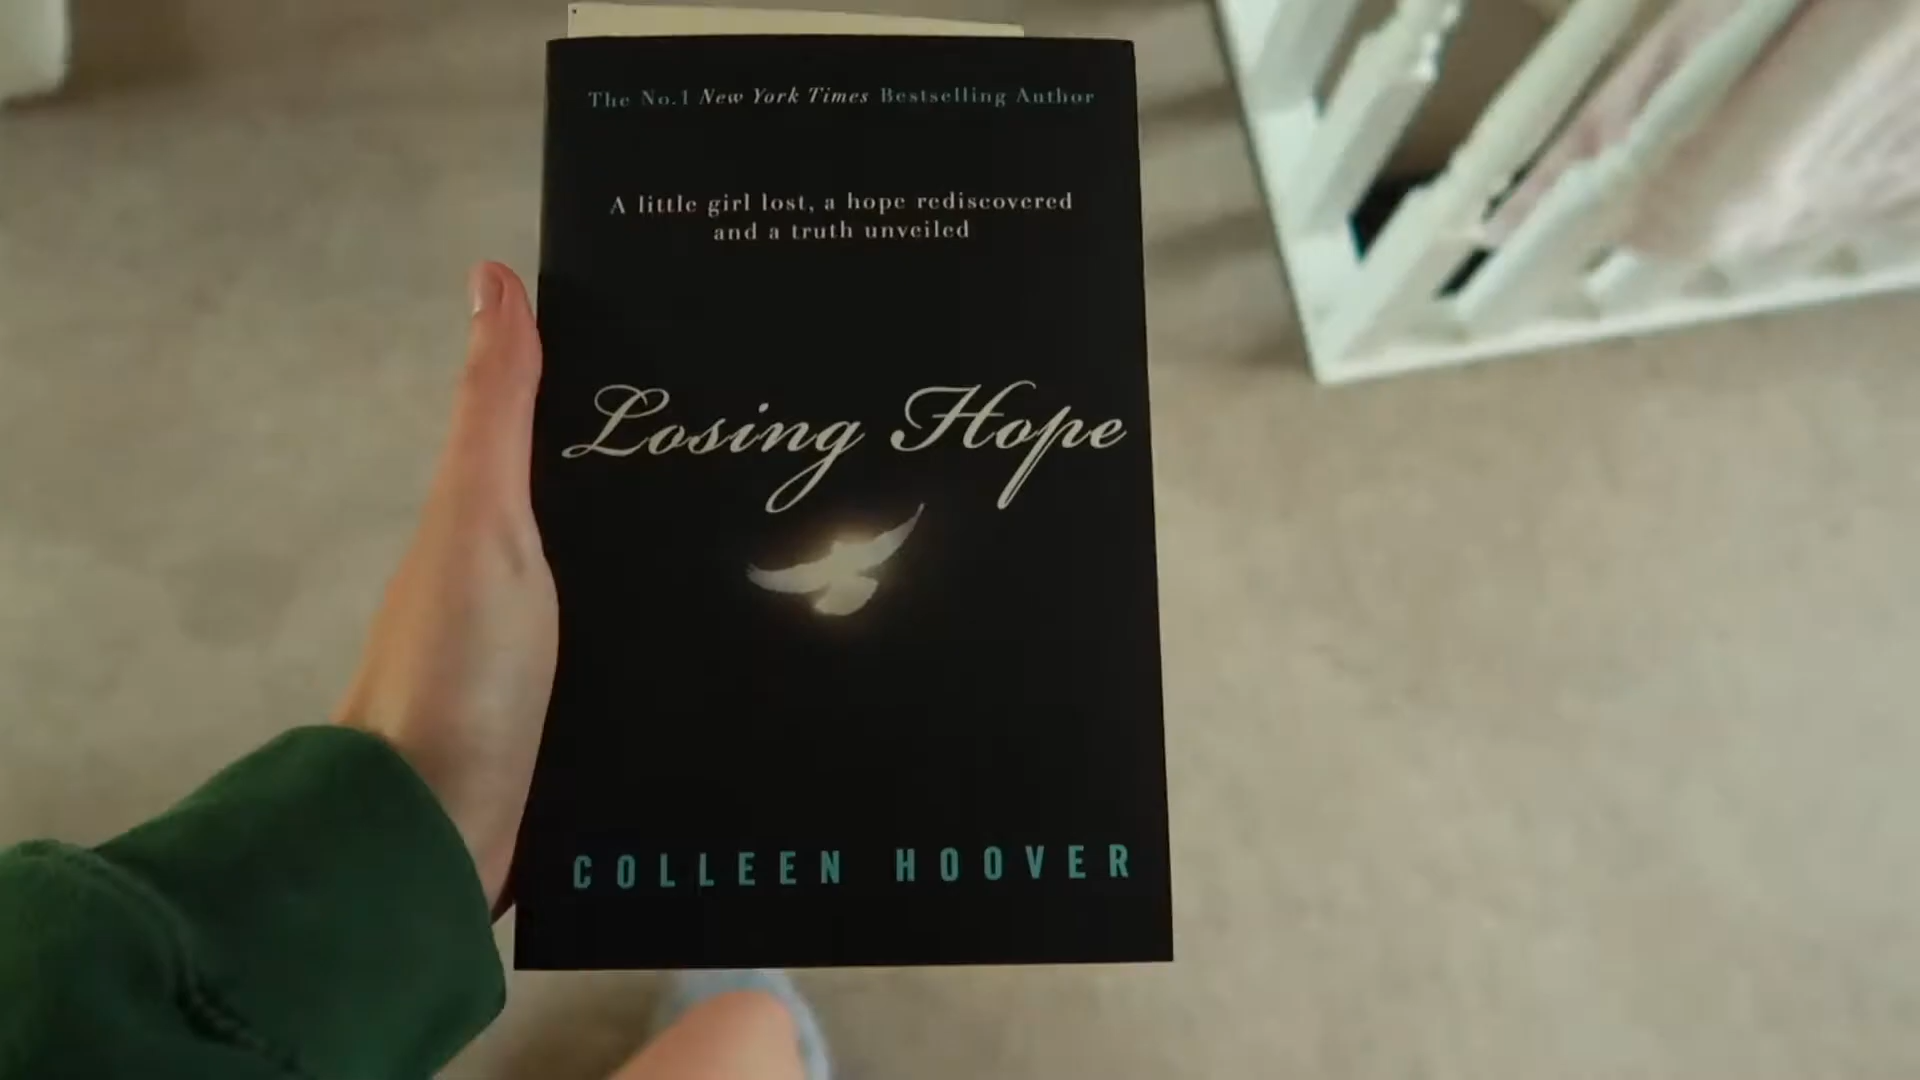 The No.1 New York Times Bestselling Author
A little girl lost, a hope rediscovered
and a truth unveiled
Losing Hope
COLLEEN HOOVER